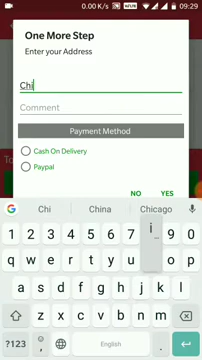 0.00 K/s 09:29
One More Step
Enter your Address
Chi
Comment
Payment Method
Cash On Delivery
Paypal
NO YES
Chi China Chicago
1 2 3 4 5 6 7 i 9 0
q w e r t y u o p
a s d f g h j k l
z x c v b n m
?123 , English .